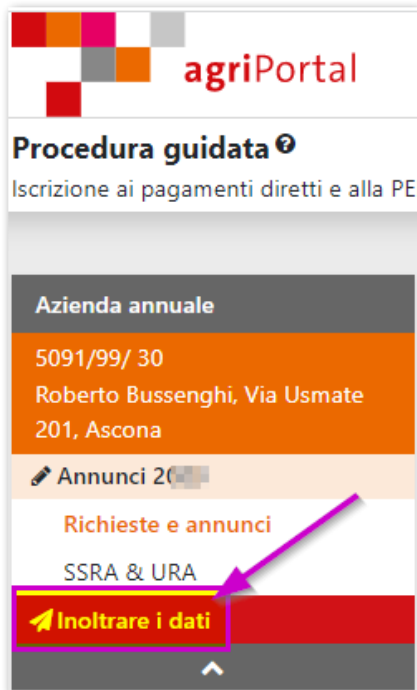 agriPortal
Procedura guidata ?
Iscrizione ai pagamenti diretti e alla PE
Azienda annuale
5091/99/ 30
Roberto Bussenghi, Via Usmate
201, Ascona
Annunci
Richieste e annunci
SSRA & URA
Inoltrare i dati